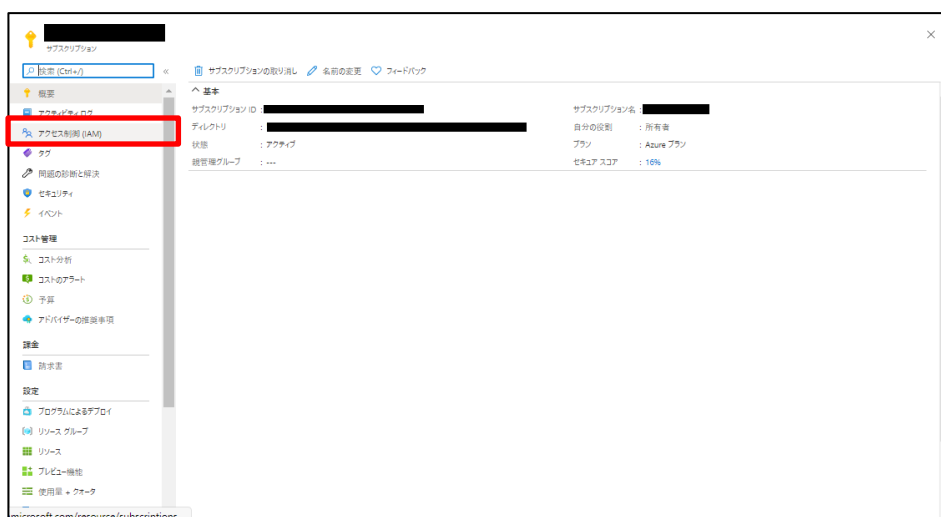 サブスクリプション
検索 (Ctrl+/)
«
サブスクリプションの取り消し 名前の変更 フィードバック
概要
アクティビティ ログ
アクセス制御 (IAM)
タグ
問題の診断と解決
セキュリティ
イベント
コスト管理
コスト分析
コストのアラート
予算
アドバイザーの推奨事項
課金
請求書
設定
プログラムによるデプロイ
リソース グループ
リソース
プレビュー機能
使用量 + クォータ
microsoft.com/resource/subscriptions
基本
サブスクリプション ID :
ディレクトリ :
状態 : アクティブ
親管理グループ : ---
サブスクリプション名 :
自分の役割 : 所有者
プラン : Azure プラン
セキュア スコア : 16%